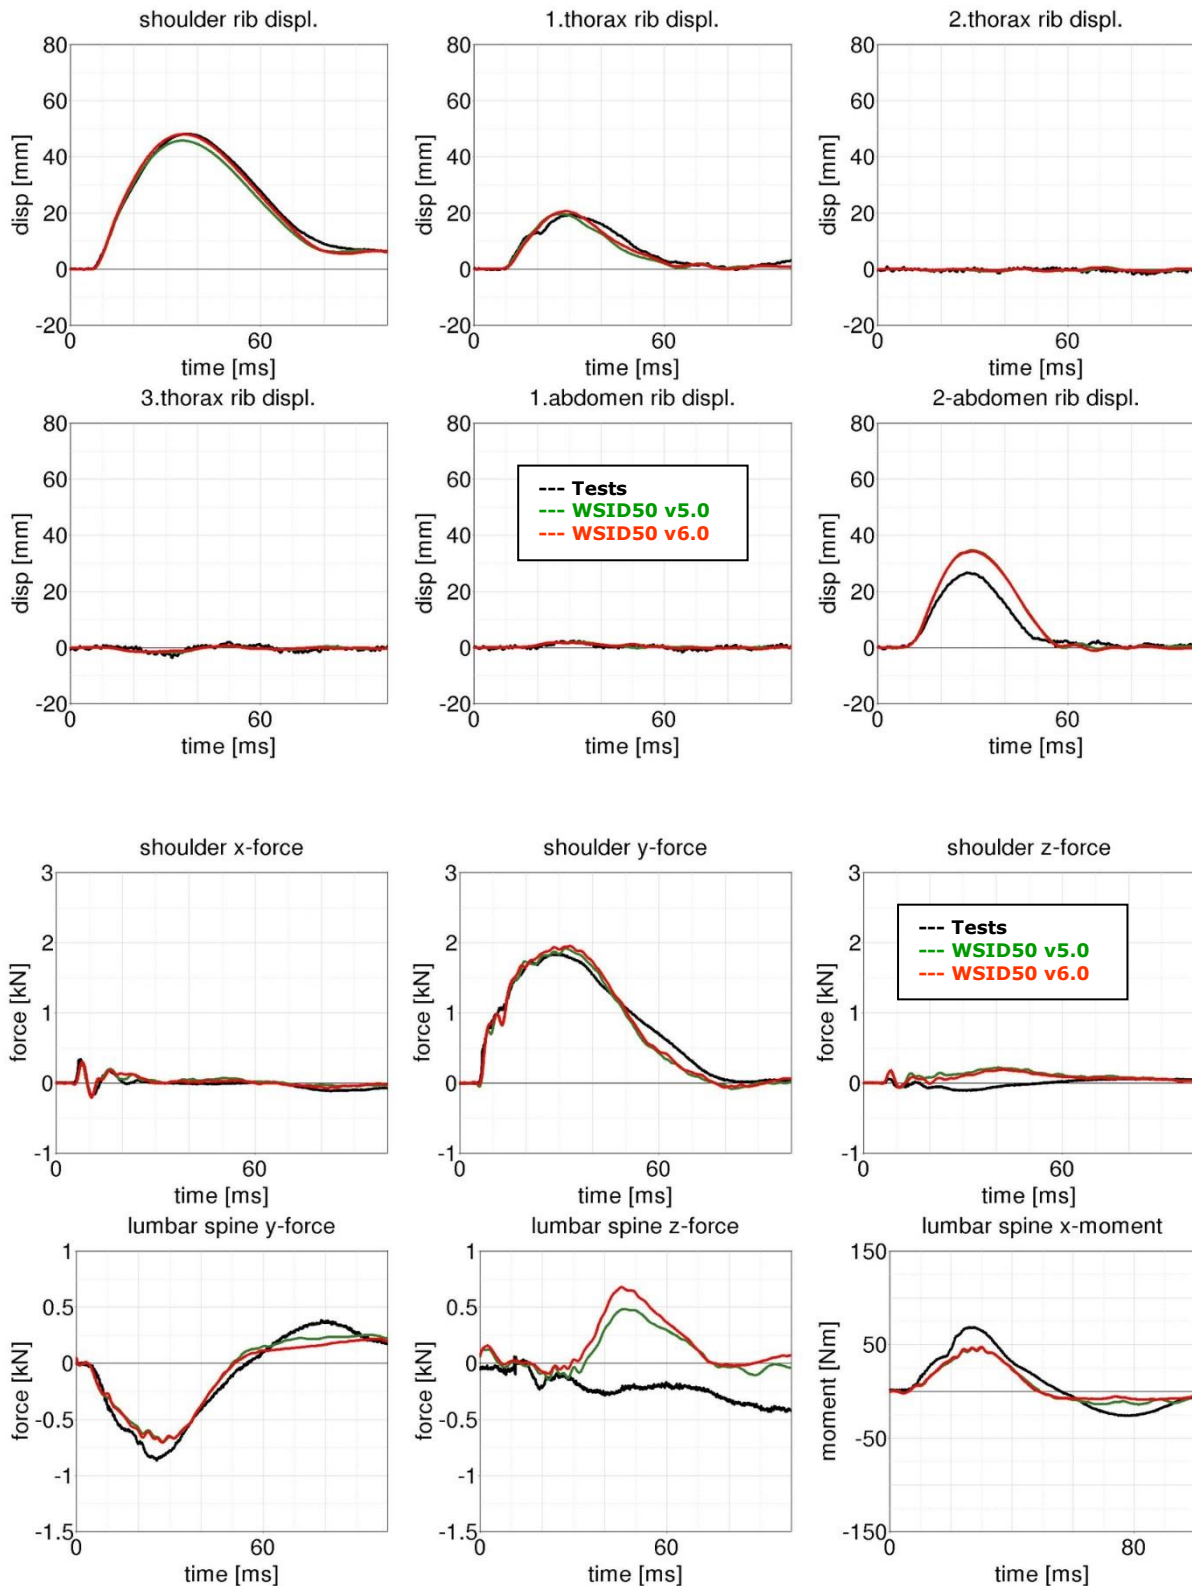 shoulder rib displ.
80
60
40
20
0
-20
disp [mm]
0
60
time [ms]
1.thorax rib displ.
80
60
40
20
0
-20
disp [mm]
0
60
time [ms]
2.thorax rib displ.
80
60
40
20
0
-20
disp [mm]
0
60
time [ms]
3.thorax rib displ.
80
60
40
20
0
-20
disp [mm]
0
60
time [ms]
1.abdomen rib displ.
80
60
40
20
0
-20
disp [mm]
--- Tests
--- WSID50 v5.0
--- WSID50 v6.0
0
60
time [ms]
2-abdomen rib displ.
80
60
40
20
0
-20
disp [mm]
0
60
time [ms]
shoulder x-force
3
2
1
0
-1
force [kN]
0
60
time [ms]
shoulder y-force
3
2
1
0
-1
force [kN]
0
60
time [ms]
shoulder z-force
3
2
1
0
-1
force [kN]
--- Tests
--- WSID50 v5.0
--- WSID50 v6.0
0
60
time [ms]
lumbar spine y-force
1
0.5
0
-0.5
-1
-1.5
force [kN]
0
60
time [ms]
lumbar spine z-force
1
0.5
0
-0.5
-1
-1.5
force [kN]
0
60
time [ms]
lumbar spine x-moment
150
50
-50
-150
moment [Nm]
0
80
time [ms]